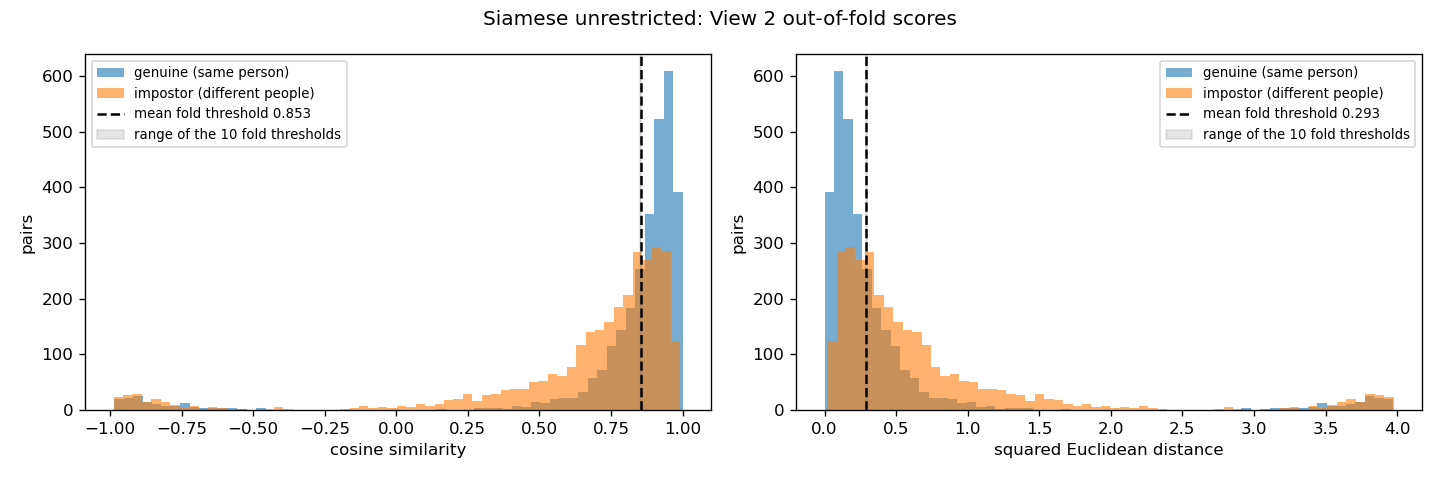 Siamese unrestricted: View 2 out-of-fold scores
genuine (same person)
impostor (different people)
mean fold threshold 0.853
range of the 10 fold thresholds
600
500
400
300
200
100
0
pairs
−1.00 −0.75 −0.50 −0.25 0.00 0.25 0.50 0.75 1.00
cosine similarity
genuine (same person)
impostor (different people)
mean fold threshold 0.293
range of the 10 fold thresholds
600
500
400
300
200
100
0
pairs
0.0 0.5 1.0 1.5 2.0 2.5 3.0 3.5 4.0
squared Euclidean distance